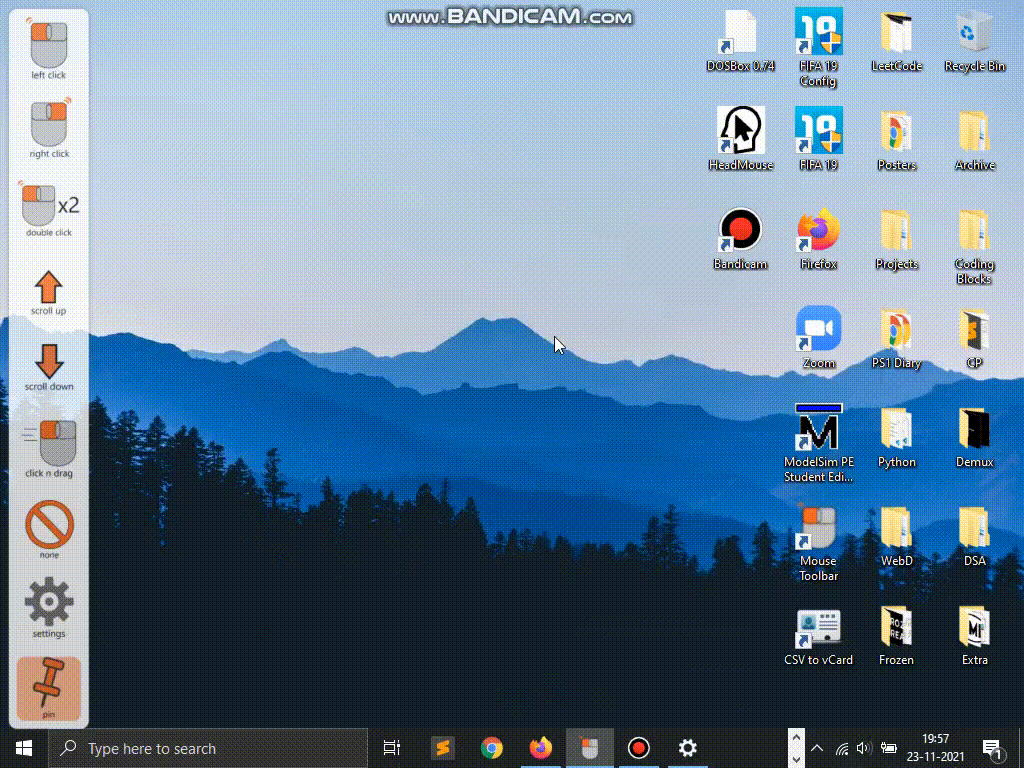 www.BANDICAM.com
left click
right click
x2
double click
scroll up
scroll down
click n drag
none
settings
pin
DOSBox 0.74
19
FIFA 19
Config
LeetCode
Recycle Bin
HeadMouse
19
FIFA 19
Posters
Archive
Bandicam
Firefox
Projects
Coding
Blocks
Zoom
PS1 Diary
CP
M
ModelSim PE
Student Edi...
Python
Demux
Mouse
Toolbar
WebD
DSA
CSV to vCard
Frozen
Extra
Type here to search
19:57
23-11-2021
1